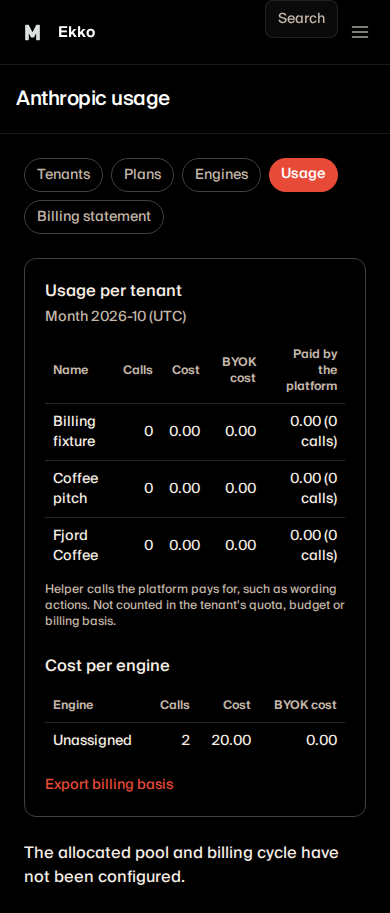 Search
M Ekko
Anthropic usage
Tenants Plans Engines Usage
Billing statement
Usage per tenant
Month 2026-10 (UTC)
Name Calls Cost BYOK cost Paid by the platform
Billing fixture 0 0.00 0.00 0.00 (0 calls)
Coffee pitch 0 0.00 0.00 0.00 (0 calls)
Fjord Coffee 0 0.00 0.00 0.00 (0 calls)
Helper calls the platform pays for, such as wording
actions. Not counted in the tenant's quota, budget or
billing basis.
Cost per engine
Engine Calls Cost BYOK cost
Unassigned 2 20.00 0.00
Export billing basis
The allocated pool and billing cycle have
not been configured.